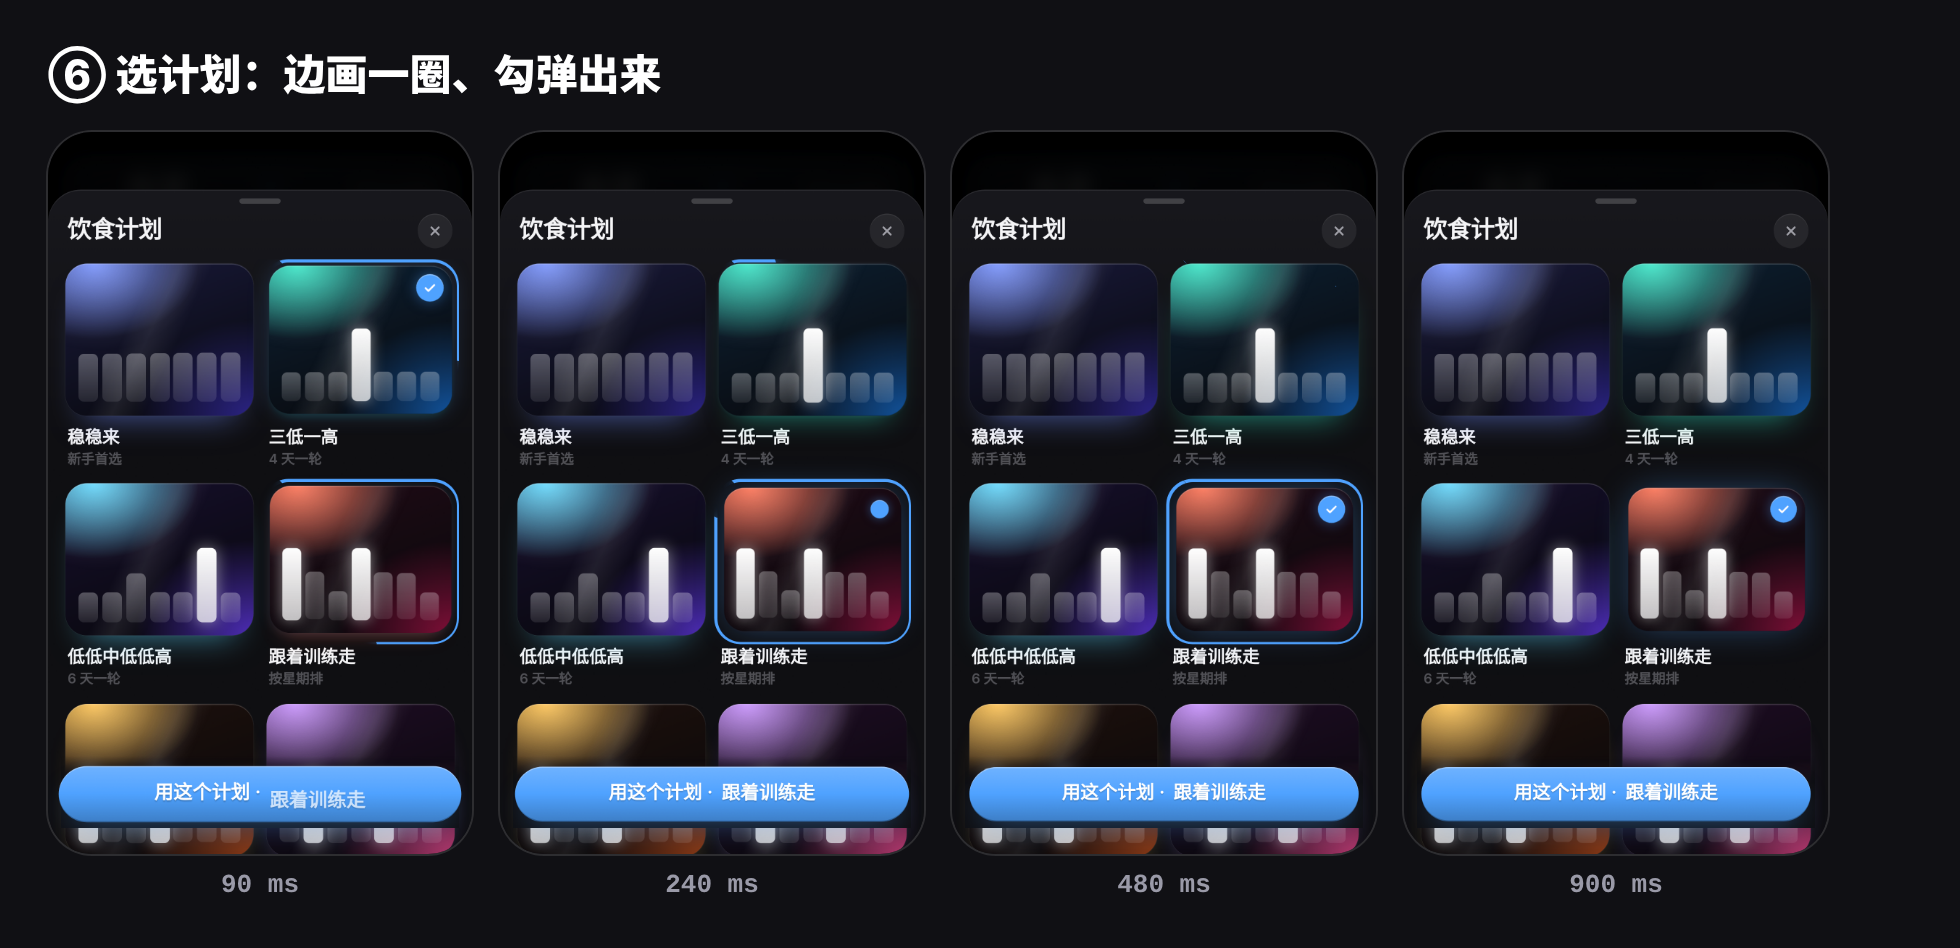 ⑥ 选计划：边画一圈、勾弹出来
饮食计划
稳稳来
新手首选
三低一高
4 天一轮
低低中低低高
6 天一轮
跟着训练走
按星期排
用这个计划 · 跟着训练走
90 ms
饮食计划
稳稳来
新手首选
三低一高
4 天一轮
低低中低低高
6 天一轮
跟着训练走
按星期排
用这个计划 · 跟着训练走
240 ms
饮食计划
稳稳来
新手首选
三低一高
4 天一轮
低低中低低高
6 天一轮
跟着训练走
按星期排
用这个计划 · 跟着训练走
480 ms
饮食计划
稳稳来
新手首选
三低一高
4 天一轮
低低中低低高
6 天一轮
跟着训练走
按星期排
用这个计划 · 跟着训练走
900 ms